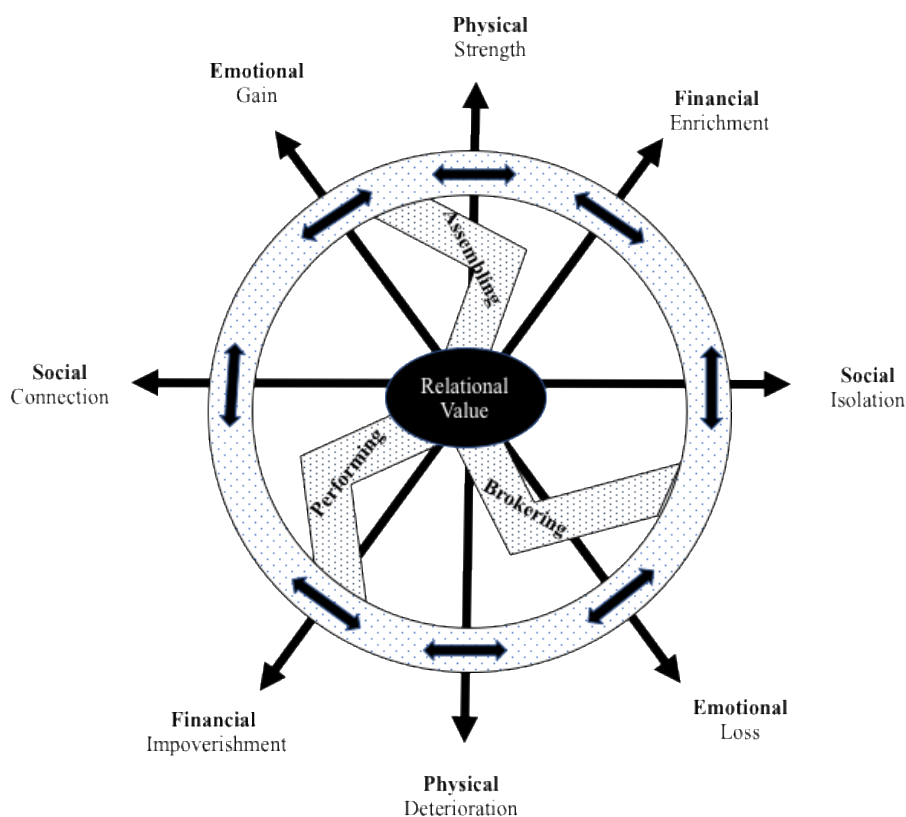 Physical
Strength
Emotional
Gain
Financial
Enrichment
Assembling
Social
Connection
Relational
Value
Social
Isolation
Performing
Brokering
Financial
Impoverishment
Emotional
Loss
Physical
Deterioration